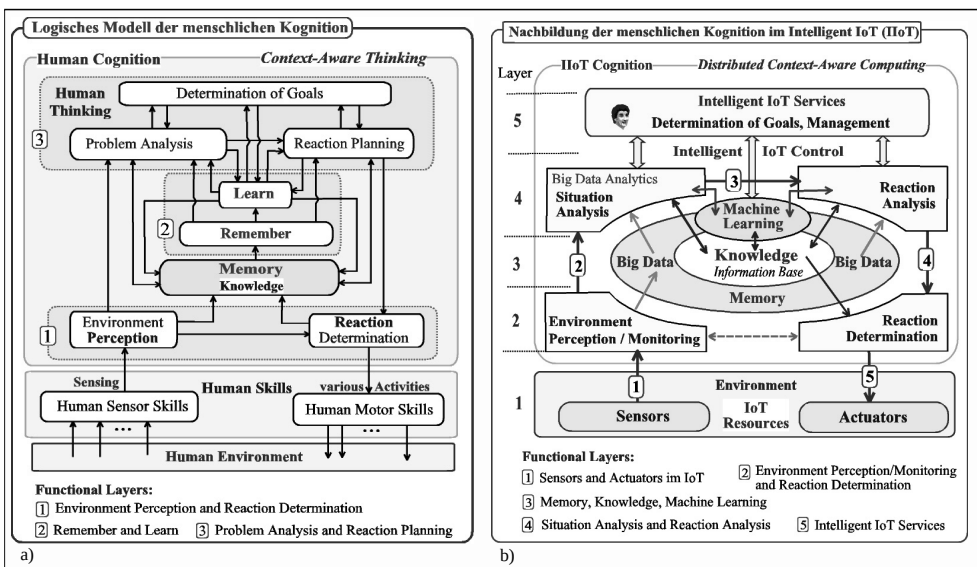 Logisches Modell der menschlichen Kognition
Human Cognition
Context-Aware Thinking
Human
Thinking
Determination of Goals
3
Problem Analysis
Reaction Planning
Learn
2
Remember
Memory
Knowledge
1
Environment
Perception
Reaction
Determination
Sensing
Human Skills
various Activities
Human Sensor Skills
...
Human Motor Skills
...
Human Environment
Functional Layers:
1 Environment Perception and Reaction Determination
2 Remember and Learn 3 Problem Analysis and Reaction Planning
a)
Nachbildung der menschlichen Kognition im Intelligent IoT (IIoT)
Layer
IIoT Cognition
Distributed Context-Aware Computing
5
Intelligent IoT Services
Determination of Goals, Management
Intelligent IoT Control
4
Big Data Analytics
Situation
Analysis
3
Reaction
Analysis
Machine
Learning
2
3
Big Data
Knowledge
Information Base
Big Data
4
Memory
2
Environment
Perception / Monitoring
Reaction
Determination
1
5
1
Environment
Sensors
IoT
Resources
Actuators
Functional Layers:
1 Sensors and Actuators im IoT
2 Environment Perception/Monitoring
and Reaction Determination
3 Memory, Knowledge, Machine Learning
4 Situation Analysis and Reaction Analysis
5 Intelligent IoT Services
b)